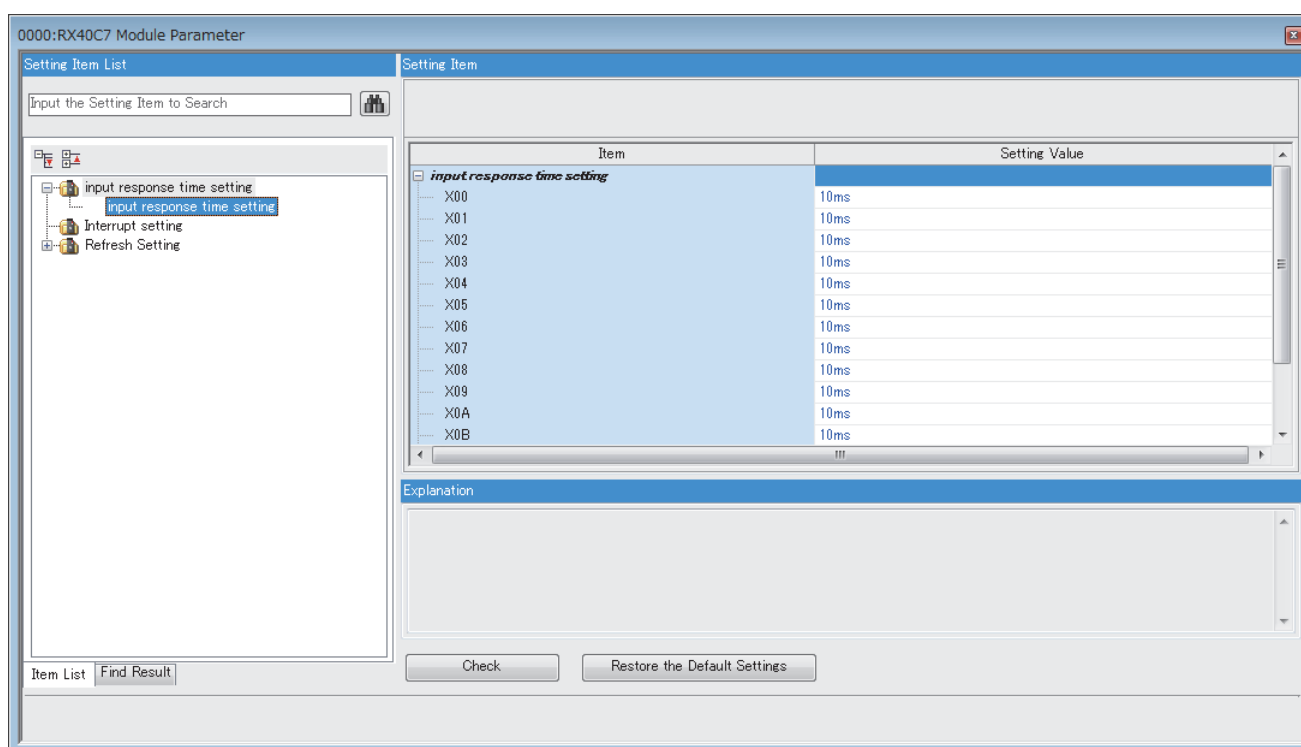 0000:RX40C7 Module Parameter
Setting Item List
Input the Setting Item to Search
input response time setting
input response time setting
Interrupt setting
Refresh Setting
Item List
Find Result
Setting Item
Item Setting Value
input response time setting
X00 10ms
X01 10ms
X02 10ms
X03 10ms
X04 10ms
X05 10ms
X06 10ms
X07 10ms
X08 10ms
X09 10ms
X0A 10ms
X0B 10ms
Explanation
Check
Restore the Default Settings